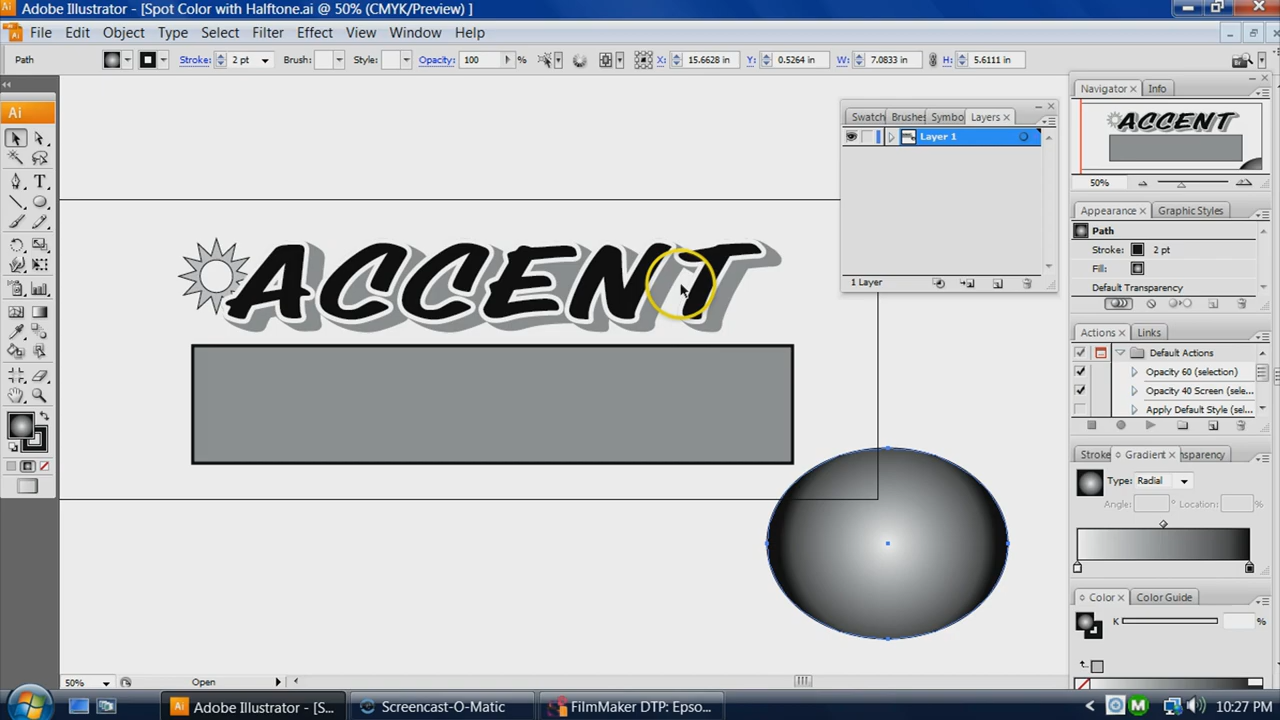 Adobe Illustrator - [Spot Color with Halftone.ai @ 50% (CMYK/Preview) ]
File Edit Object Type Select Filter Effect View Window Help
Path Stroke: 2 pt Brush: Style: Opacity: 100 % X: 15.6628 in Y: 0.5264 in W: 7.0833 in H: 5.6111 in
Ai
Swatch Brushes Symbo Layers ×
Layer 1
1 Layer
ACCENT
Navigator × Info
ACCENT
50%
Appearance × Graphic Styles
Path
Stroke: 2 pt
Fill:
Default Transparency
Actions × Links
Default Actions
Opacity 60 (selection)
Opacity 40 Screen (sele...
Apply Default Style (sel...
Stroke Gradient × nsparency
Type: Radial
Angle: ° Location: %
Color × Color Guide
K %
50% Open
Adobe Illustrator - [S... Screencast-O-Matic FilmMaker DTP: Epso... 10:27 PM